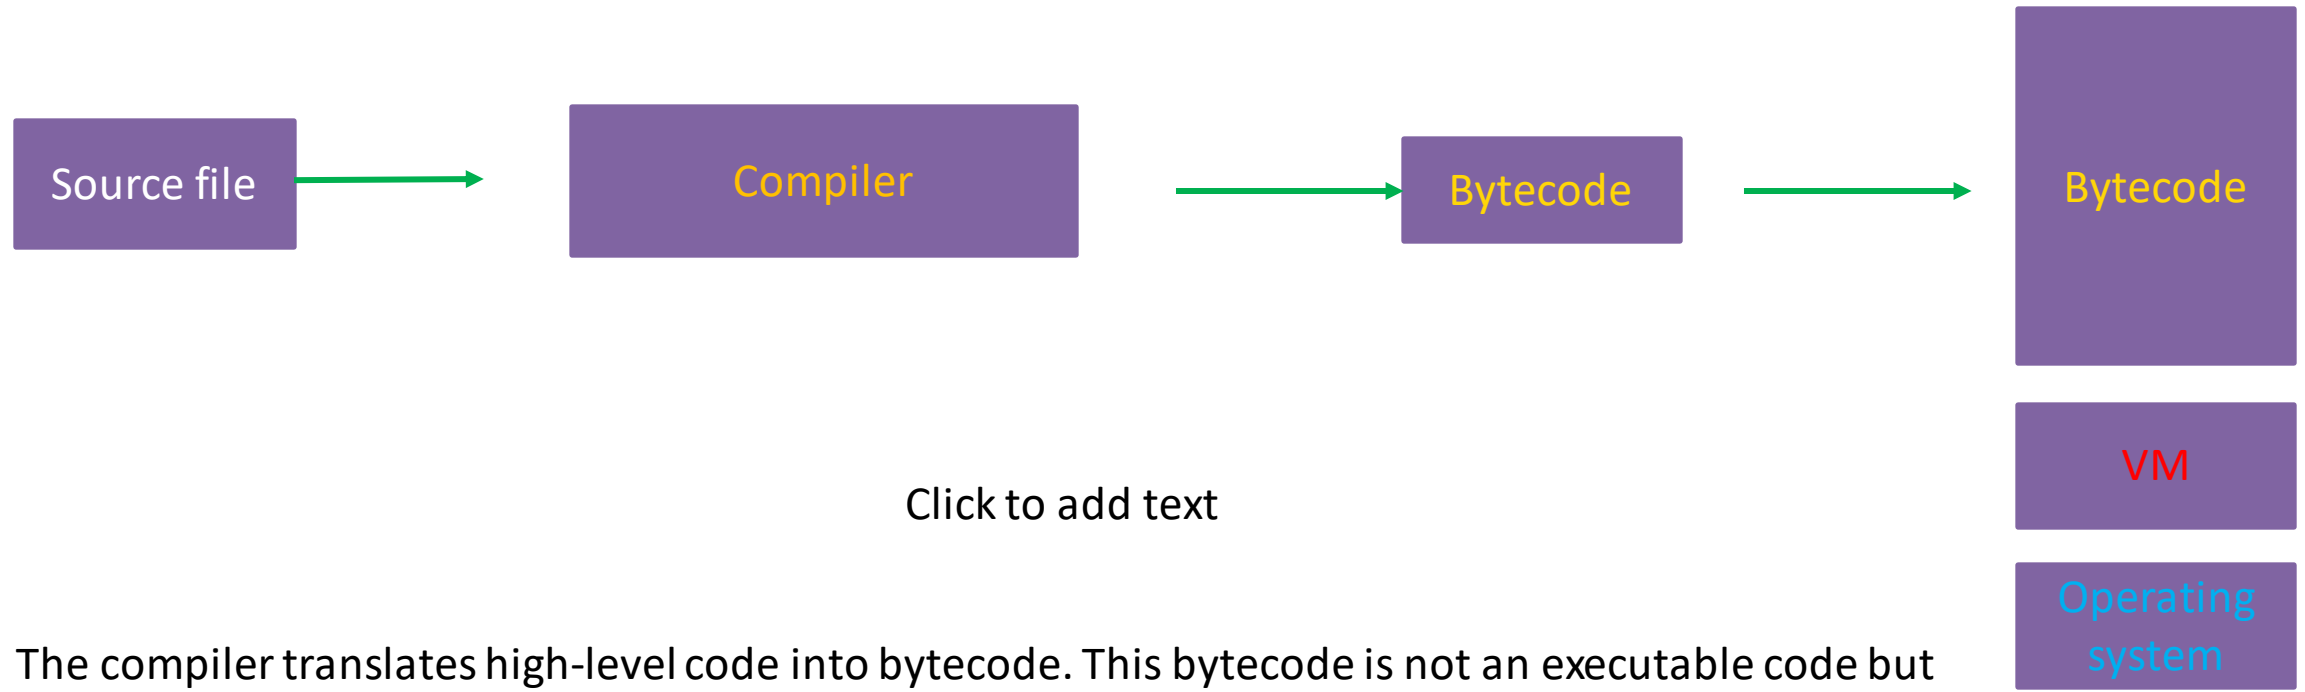 Source file
Compiler
Bytecode
Bytecode
VM
Click to add text
Operating
system
The compiler translates high-level code into bytecode. This bytecode is not an executable code but